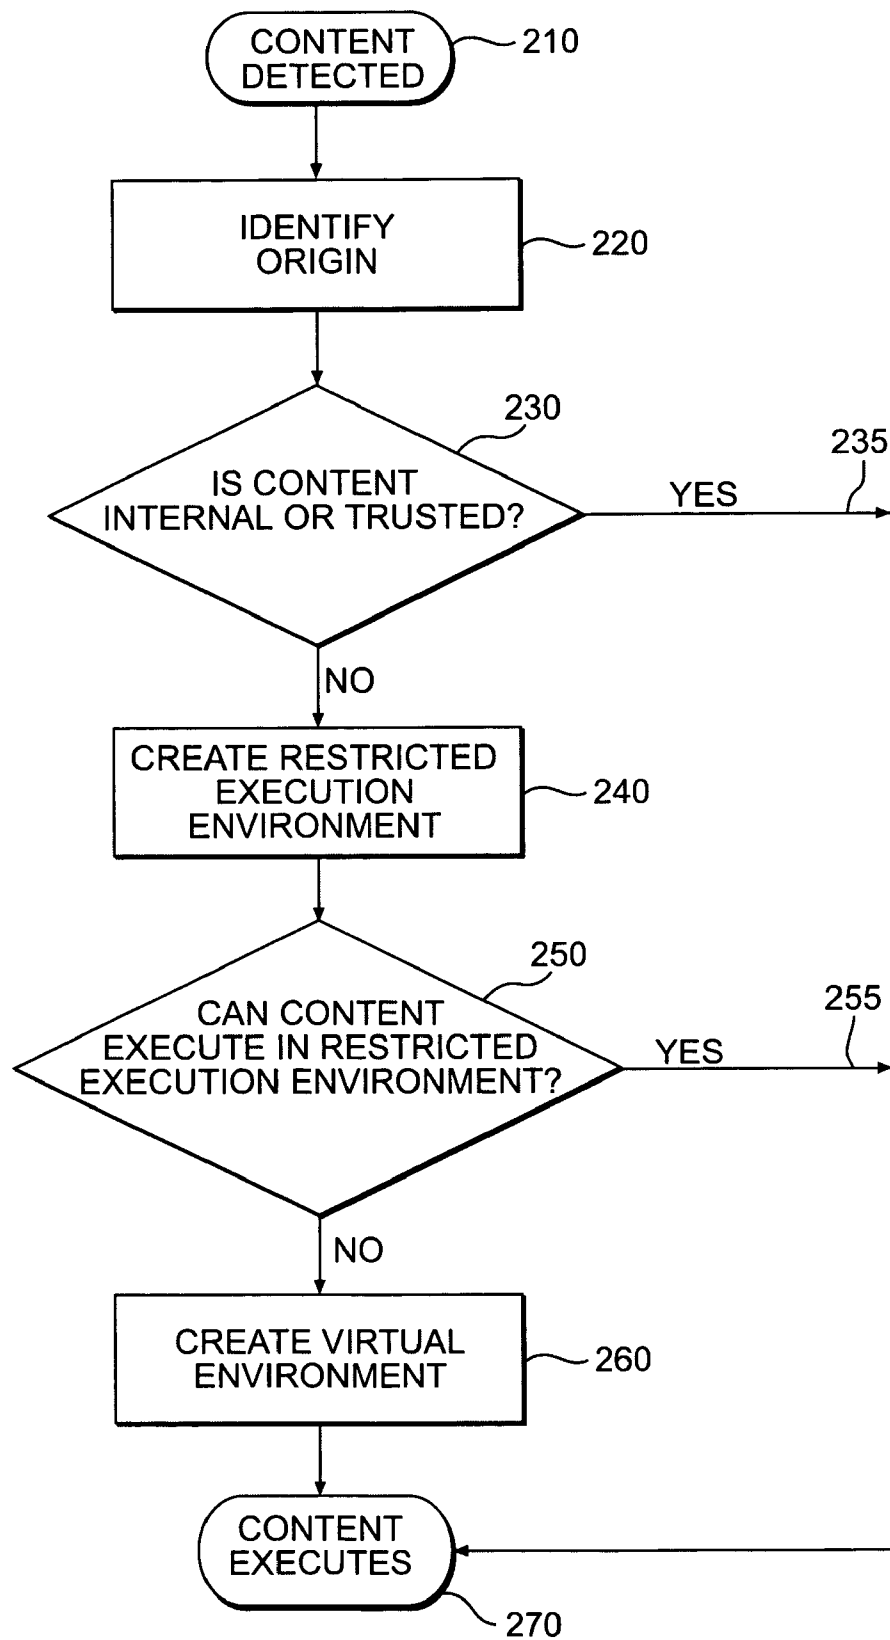 CONTENT
DETECTED
210
IDENTIFY
ORIGIN
220
230
IS CONTENT
INTERNAL OR TRUSTED?
YES
235
NO
CREATE RESTRICTED
EXECUTION
ENVIRONMENT
240
250
CAN CONTENT
EXECUTE IN RESTRICTED
EXECUTION ENVIRONMENT?
YES
255
NO
CREATE VIRTUAL
ENVIRONMENT
260
CONTENT
EXECUTES
270